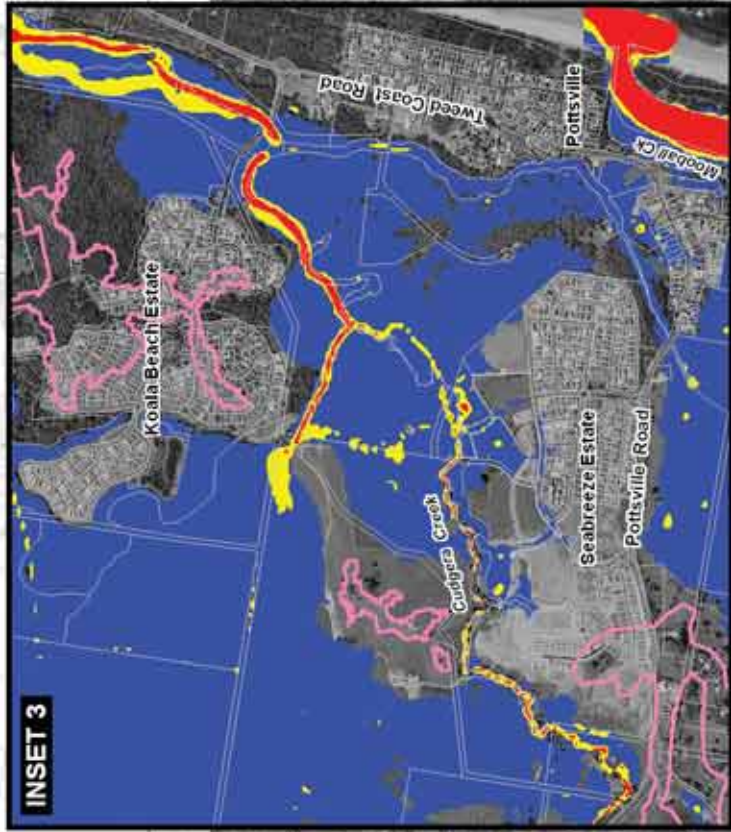 INSET 3
Koala Beach Estate
Tweed Coast Road
Pottsville
Mooball Ck
Cudgera Creek
Seabreeze Estate
Pottsville Road